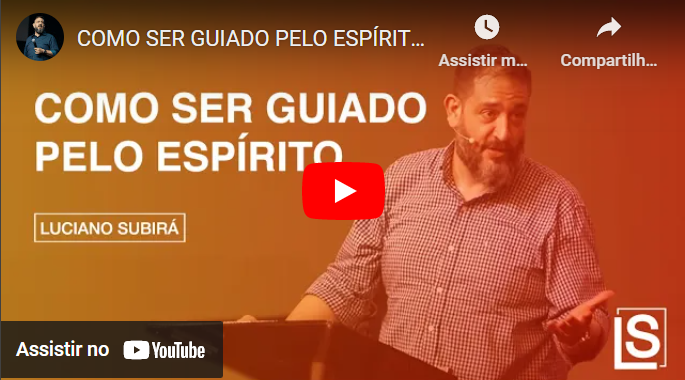 COMO SER GUIADO PELO ESPÍRIT...
Assistir m...
Compartilh...
COMO SER GUIADO
PELO ESPÍRITO
LUCIANO SUBIRÁ
LS
Assistir no YouTube